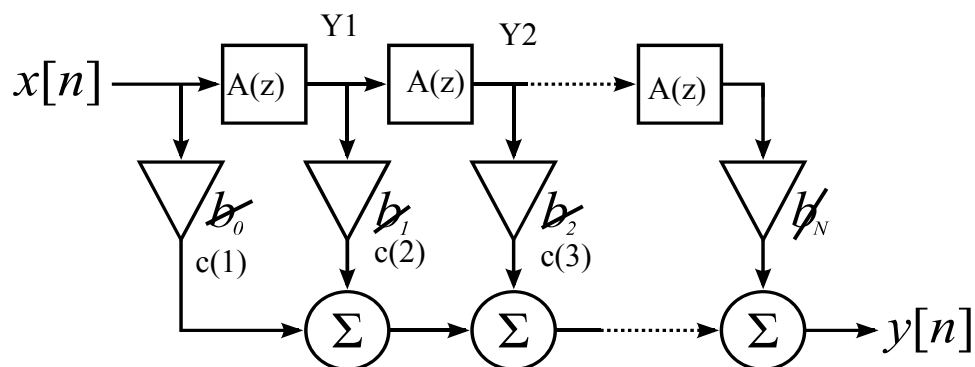 Y1
Y2
x[n]
A(z)
A(z)
A(z)
b0
b1
b2
bN
c(1)
c(2)
c(3)
Σ
Σ
Σ
y[n]